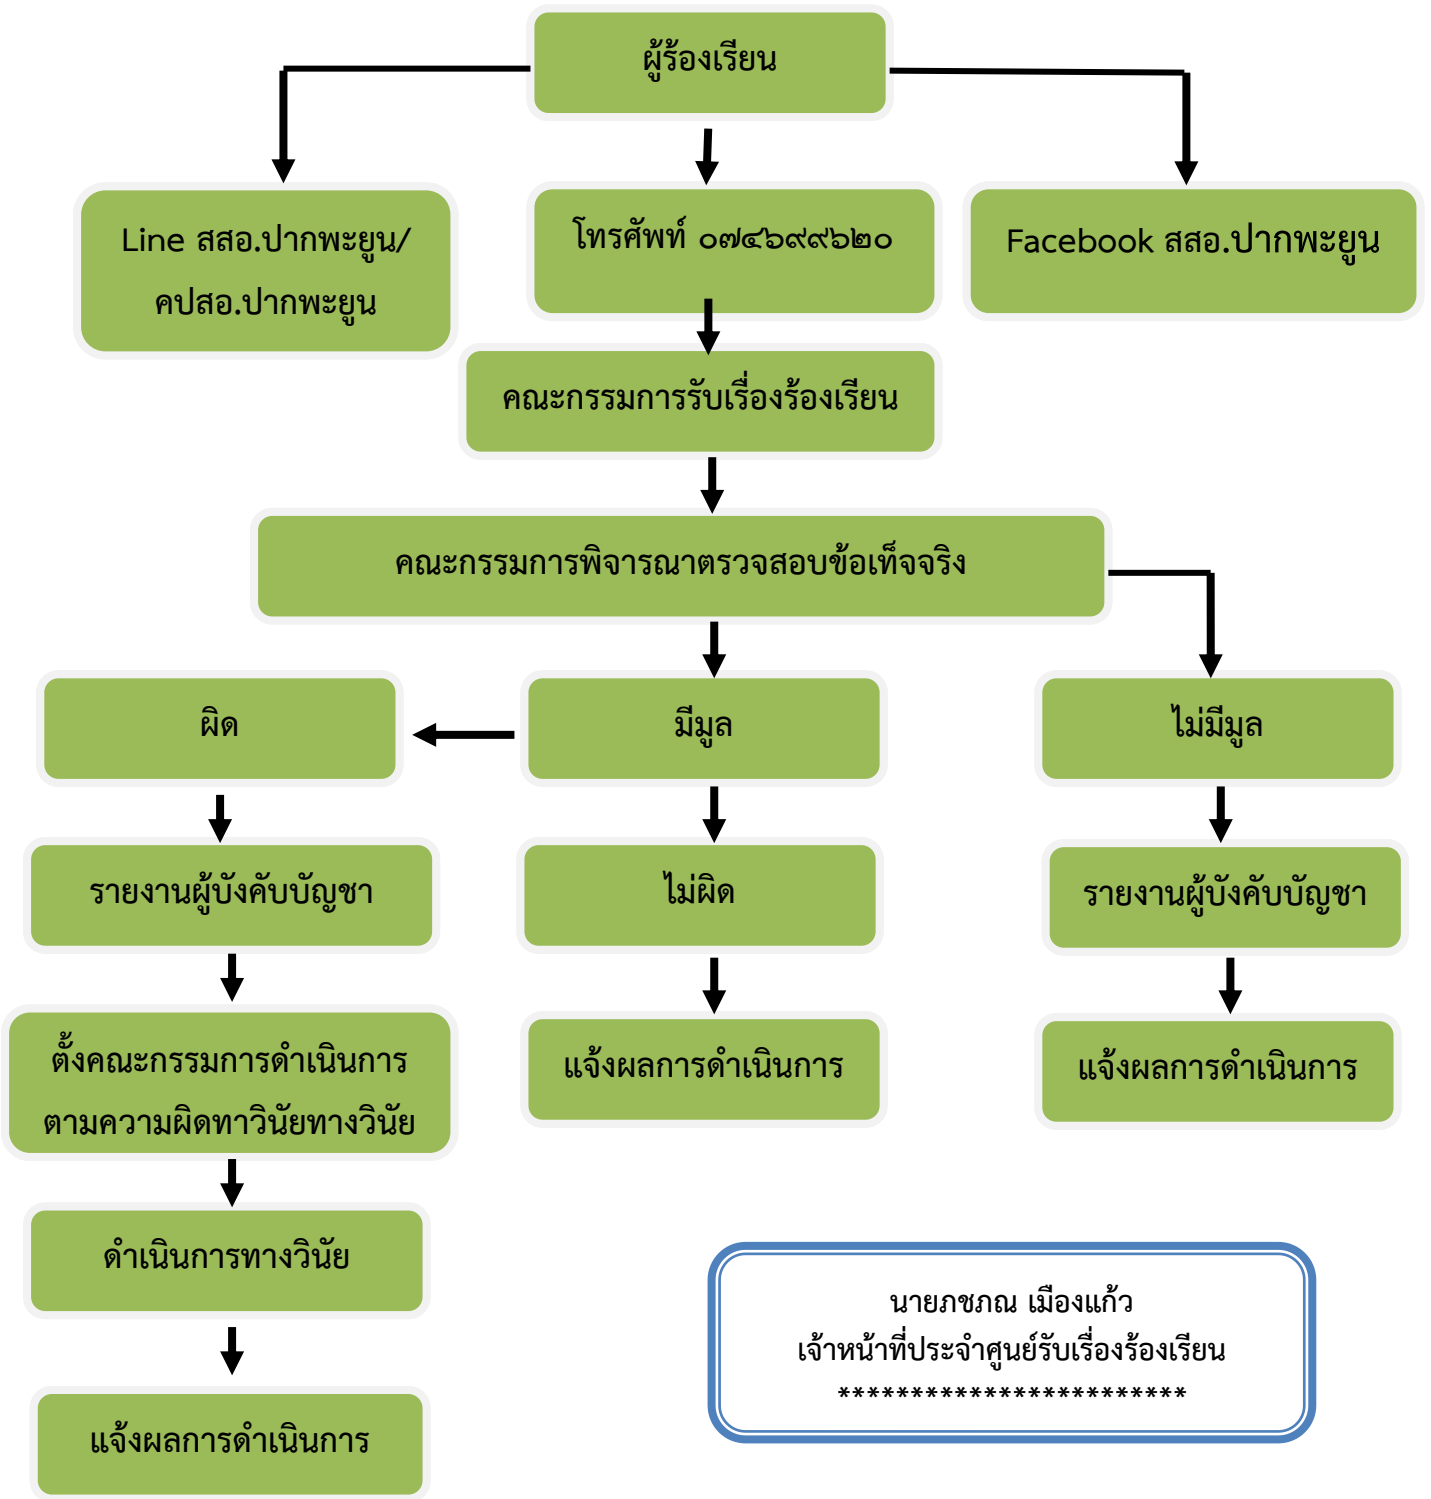 ผู้ร้องเรียน
Line สสอ.ปากพะยูน/
คปสอ.ปากพะยูน
โทรศัพท์ ๐๗๔๖๙๙๖๒๐
Facebook สสอ.ปากพะยูน
คณะกรรมการรับเรื่องร้องเรียน
คณะกรรมการพิจารณาตรวจสอบข้อเท็จจริง
ผิด
มีมูล
ไม่มีมูล
รายงานผู้บังคับบัญชา
ไม่ผิด
รายงานผู้บังคับบัญชา
ตั้งคณะกรรมการดำเนินการ
ตามความผิดทาวินัยทางวินัย
แจ้งผลการดำเนินการ
แจ้งผลการดำเนินการ
ดำเนินการทางวินัย
แจ้งผลการดำเนินการ
นายภชภณ เมืองแก้ว
เจ้าหน้าที่ประจำศูนย์รับเรื่องร้องเรียน
************************